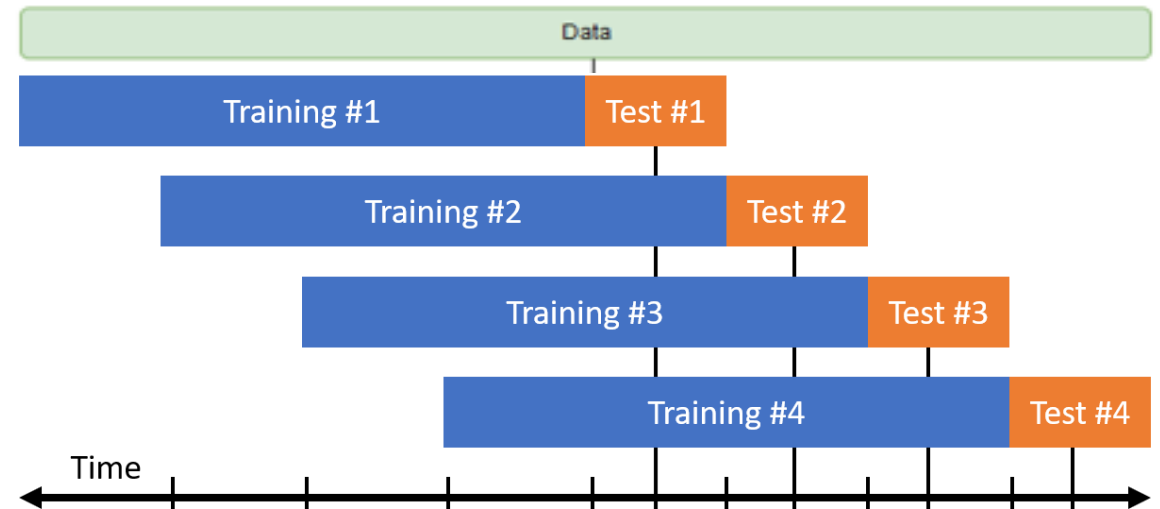 Data
Training #1
Test #1
Training #2
Test #2
Training #3
Test #3
Training #4
Test #4
Time